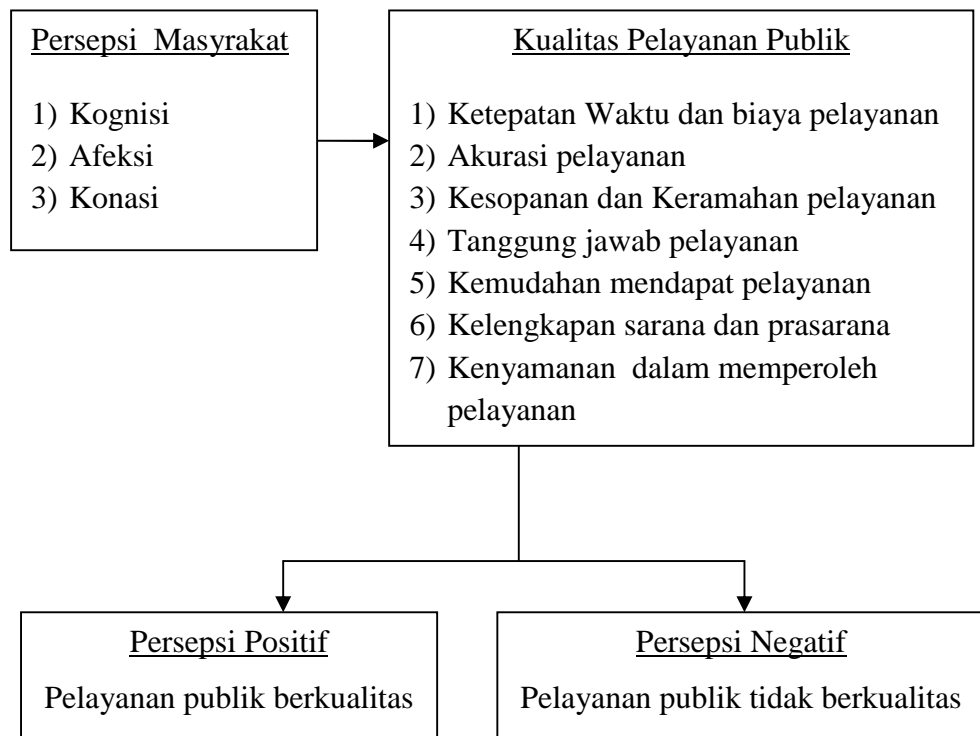 Persepsi Masyrakat
1) Kognisi
2) Afeksi
3) Konasi
Kualitas Pelayanan Publik
1) Ketepatan Waktu dan biaya pelayanan
2) Akurasi pelayanan
3) Kesopanan dan Keramahan pelayanan
4) Tanggung jawab pelayanan
5) Kemudahan mendapat pelayanan
6) Kelengkapan sarana dan prasarana
7) Kenyamanan dalam memperoleh
pelayanan
Persepsi Positif
Pelayanan publik berkualitas
Persepsi Negatif
Pelayanan publik tidak berkualitas